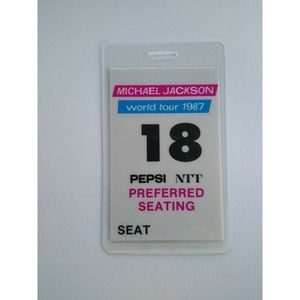 MICHAEL JACKSON
world tour 1987
18
PEPSI NTT
PREFERRED
SEATING
SEAT